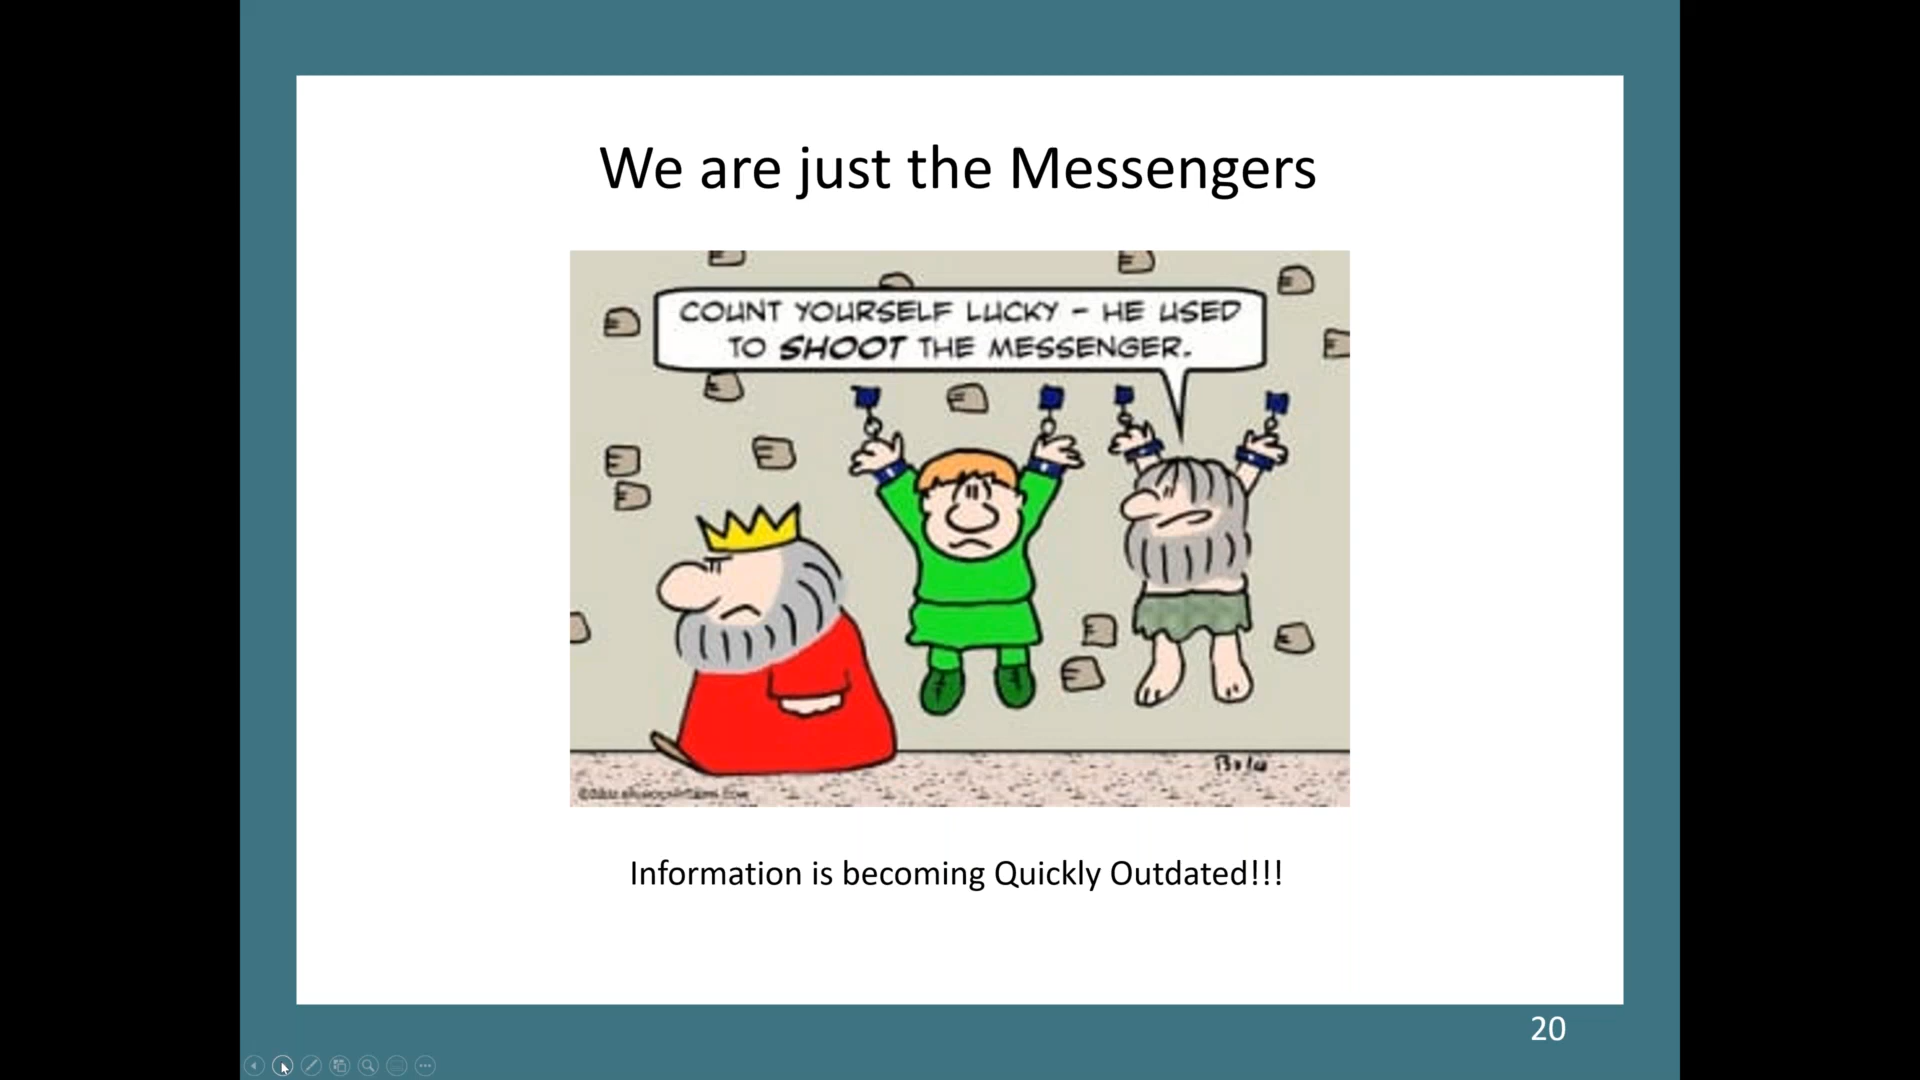 We are just the Messengers
COUNT YOURSELF LUCKY - HE USED
TO SHOOT THE MESSENGER.
Information is becoming Quickly Outdated!!!
20